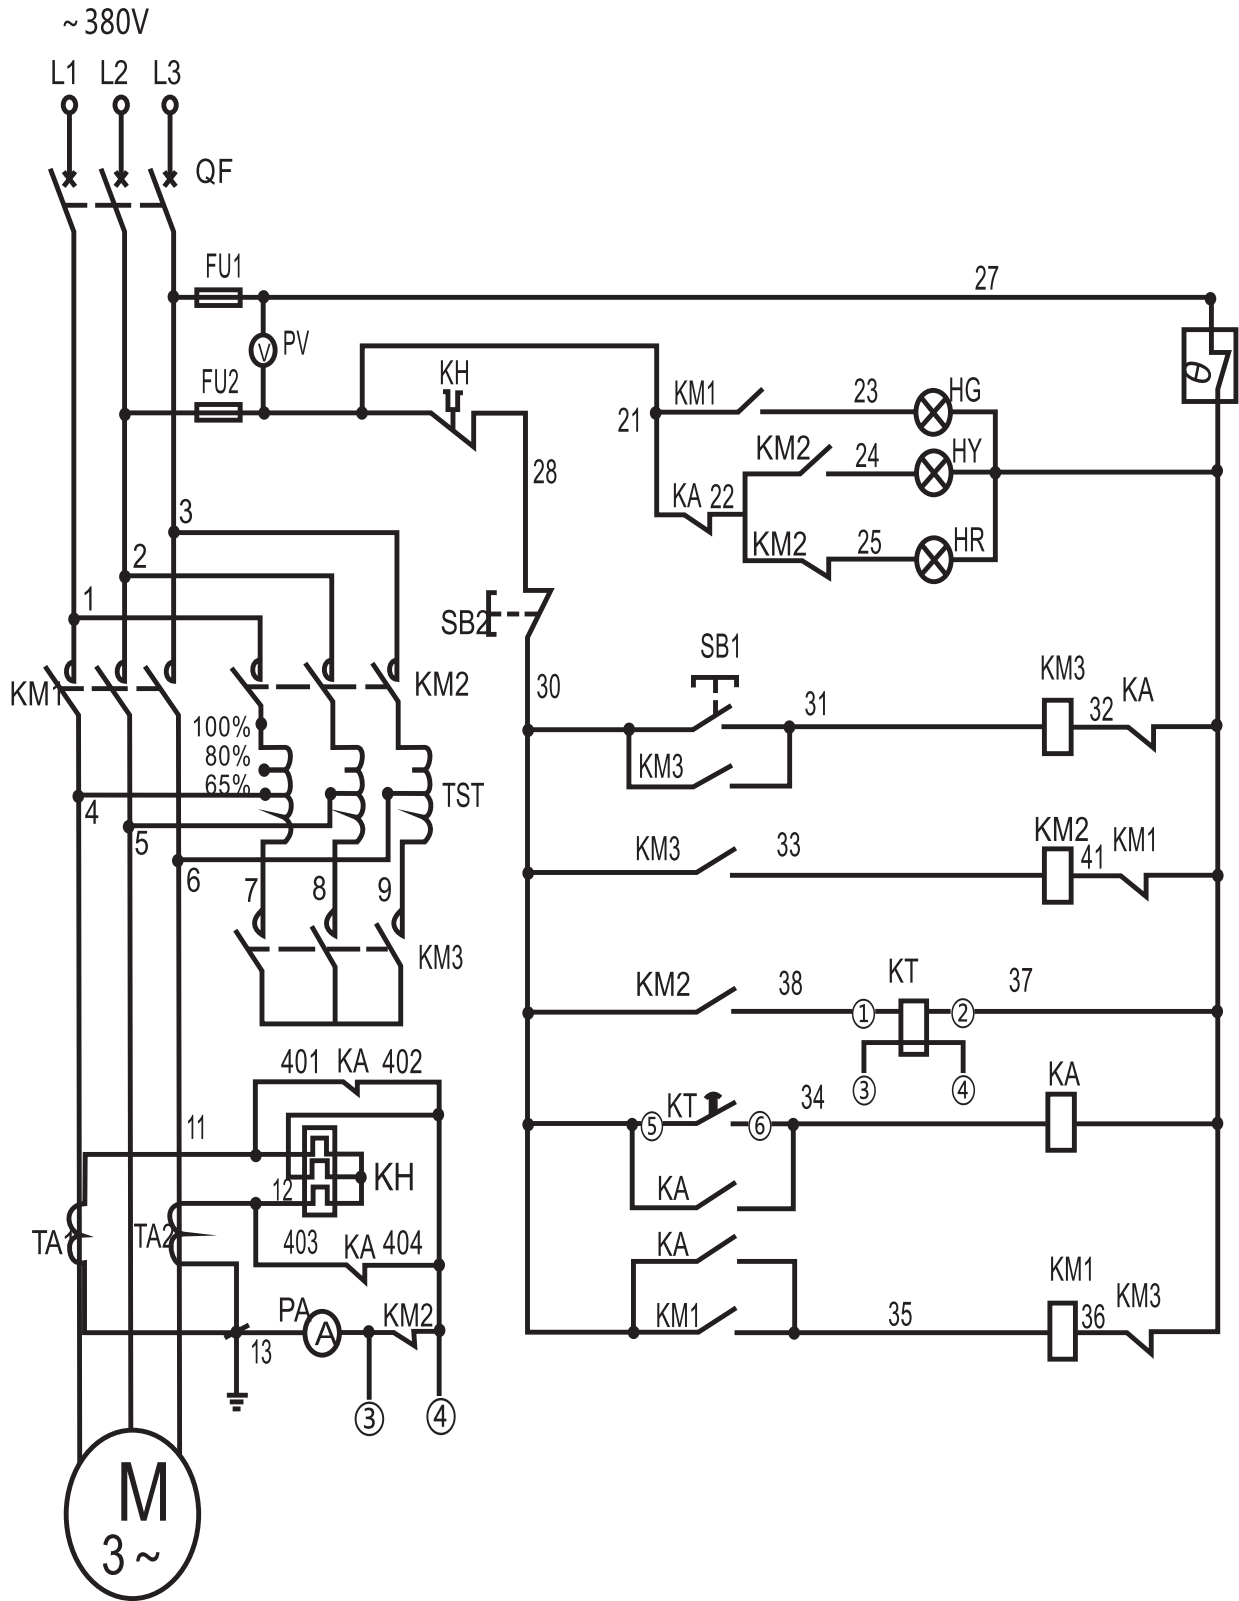 ~380V
L1 L2 L3
QF
FU1
27
PV
V
FU2
KH
θ
21
KM1
23
HG
KM2
24
HY
KA
22
KM2
25
HR
28
3
2
1
SB2
SB1
KM1
KM2
30
31
KM3
32
KA
100%
80%
65%
TST
KM3
4
5
6
7
8
9
KM3
KM3
33
KM2
41
KM1
KM2
38
①
KT
②
37
③
④
401
KA
402
KT
⑤
⑥
34
KA
11
12
KH
KA
TA1
TA2
403
KA
404
KA
PA
A
KM2
13
KM1
35
KM1
36
KM3
③
④
M
3~